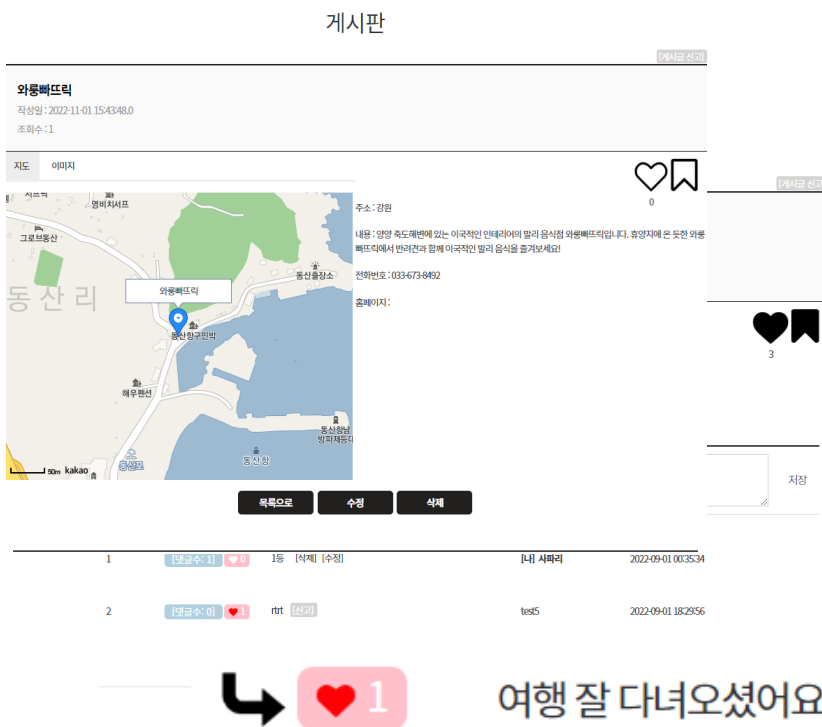 게시판
[게시글 신고]
와룽빠뜨릭
작성일 : 2022-11-01 15:43:48.0
조회수 : 1
[게시글 신고
지도 이미지
0
주소 : 강원
내용 : 양양 죽도해변에 있는 이국적인 인테리어의 발리 음식점 와룽빠뜨릭입니다. 휴양지에 온 듯한 와룽
빠뜨릭에서 반려견과 함께 이국적인 발리 음식을 즐겨보세요!
전화번호 : 033-673-8492
홈페이지 :
영비치서프
그로브동산
동산출장소
동산리
와룽빠뜨릭
동산항구민박
해우펜션
동산항남
방파제등대
동산포
동산항
50m kakao
3
저장
목록으로 수정 삭제
1 [댓글수: 1] 0 1등 [삭제] [수정] [나] 사파리 2022-09-01 00:35:34
2 [댓글수: 0] 1 rtrt [신고] test5 2022-09-01 18:29:56
1 여행 잘 다녀오셨어요